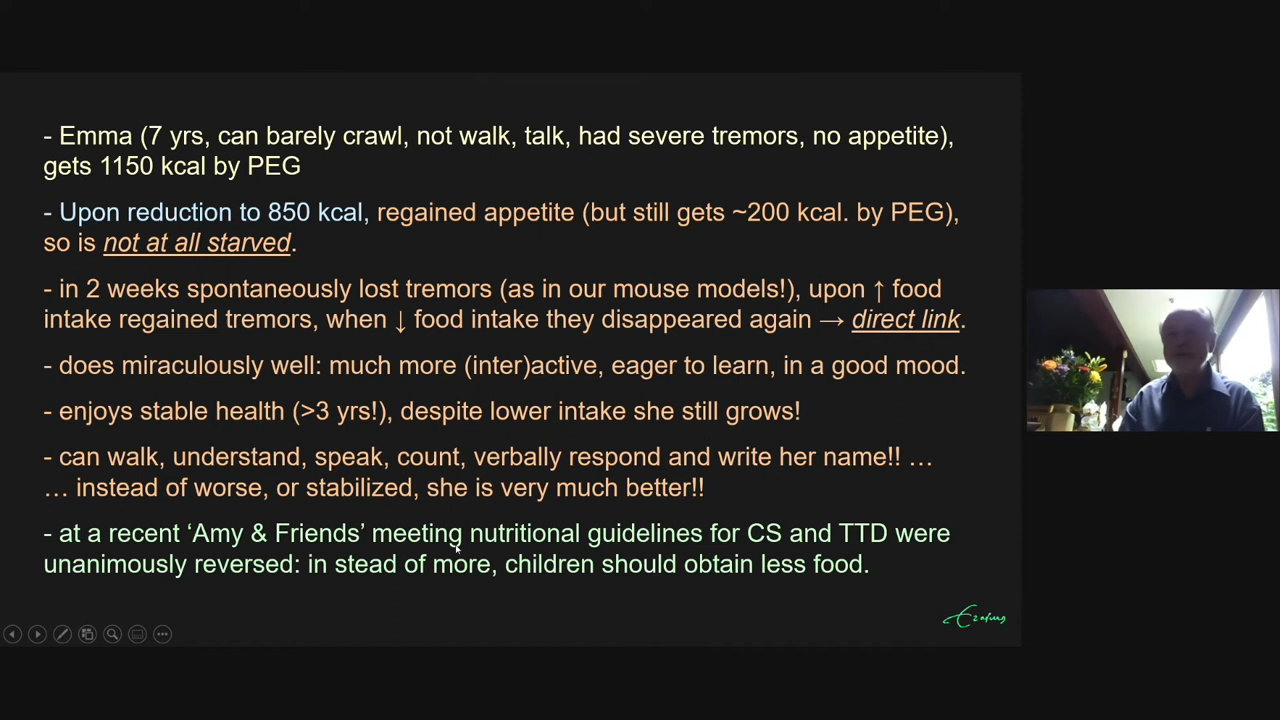 - Emma (7 yrs, can barely crawl, not walk, talk, had severe tremors, no appetite),
gets 1150 kcal by PEG
- Upon reduction to 850 kcal, regained appetite (but still gets ~200 kcal. by PEG),
so is not at all starved.
- in 2 weeks spontaneously lost tremors (as in our mouse models!), upon ↑ food
intake regained tremors, when ↓ food intake they disappeared again → direct link.
- does miraculously well: much more (inter)active, eager to learn, in a good mood.
- enjoys stable health (>3 yrs!), despite lower intake she still grows!
- can walk, understand, speak, count, verbally respond and write her name!! …
… instead of worse, or stabilized, she is very much better!!
- at a recent ‘Amy & Friends’ meeting nutritional guidelines for CS and TTD were
unanimously reversed: in stead of more, children should obtain less food.
Erasmus